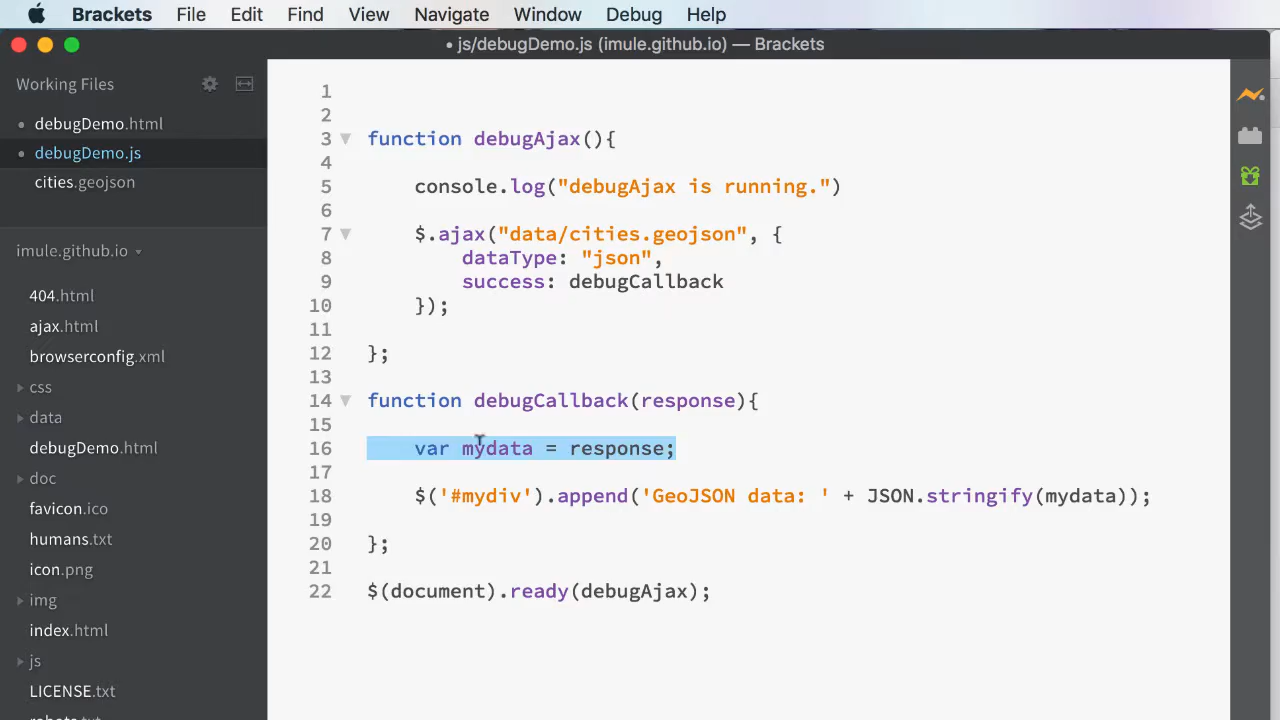 Brackets File Edit Find View Navigate Window Debug Help
• js/debugDemo.js (imule.github.io) — Brackets
Working Files
debugDemo.html
debugDemo.js
cities.geojson
imule.github.io
404.html
ajax.html
browserconfig.xml
css
data
debugDemo.html
doc
favicon.ico
humans.txt
icon.png
img
index.html
js
LICENSE.txt
robots.txt
1
2
3 function debugAjax(){
4
5 console.log("debugAjax is running.")
6
7 $.ajax("data/cities.geojson", {
8 dataType: "json",
9 success: debugCallback
10 });
11
12 };
13
14 function debugCallback(response){
15
16 var mydata = response;
17
18 $('#mydiv').append('GeoJSON data: ' + JSON.stringify(mydata));
19
20 };
21
22 $(document).ready(debugAjax);